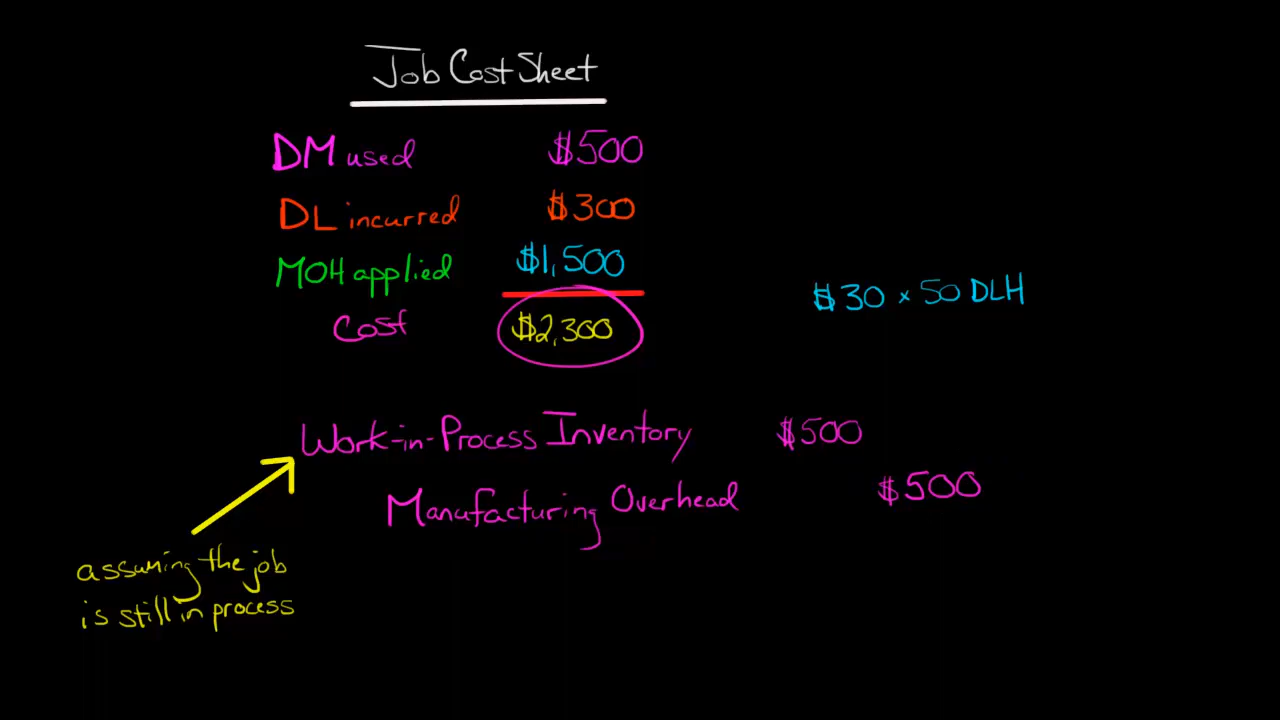 Job Cost Sheet
DM used $500
DL incurred $300
MOH applied $1,500
$30 × 50 DLH
Cost $2,300
Work-in-Process Inventory $500
Manufacturing Overhead $500
assuming the job
is still in process